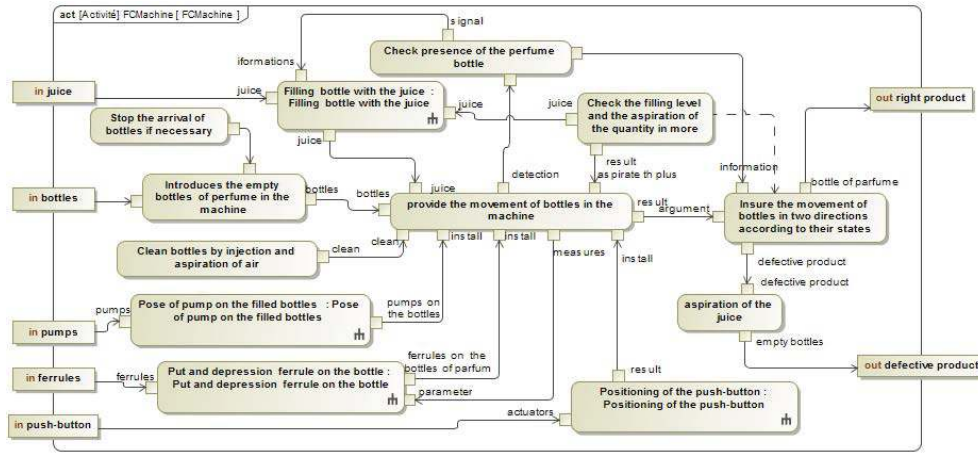 act [Activité] FCMachine [ FCMachine ]
signal
Check presence of the perfume
bottle
iformations
in juice
juice
Filling bottle with the juice :
Filling bottle with the juice
juice
juice
Check the filling level
and the aspiration of
the quantity in more
out right product
Stop the arrival of
bottles if necessary
juice
result
aspirate th plus
detection
information
bottle of parfume
in bottles
Introduces the empty
bottles of perfume in the
machine
bottles
bottles
juice
provide the movement of bottles in the
machine
result
argument
Insure the movement of
bottles in two directions
according to their states
Clean bottles by injection and
aspiration of air
clean
clean
install
install
measures
install
defective product
defective product
in pumps
pumps
Pose of pump on the filled bottles : Pose
of pump on the filled bottles
pumps on
the bottles
aspiration of the
juice
empty bottles
in ferrules
ferrules
Put and depression ferrule on the bottle :
Put and depression ferrule on the bottle
ferrules on the
bottles of parfum
parameter
result
out defective product
in push-button
actuators
Positioning of the push-button :
Positioning of the push-button